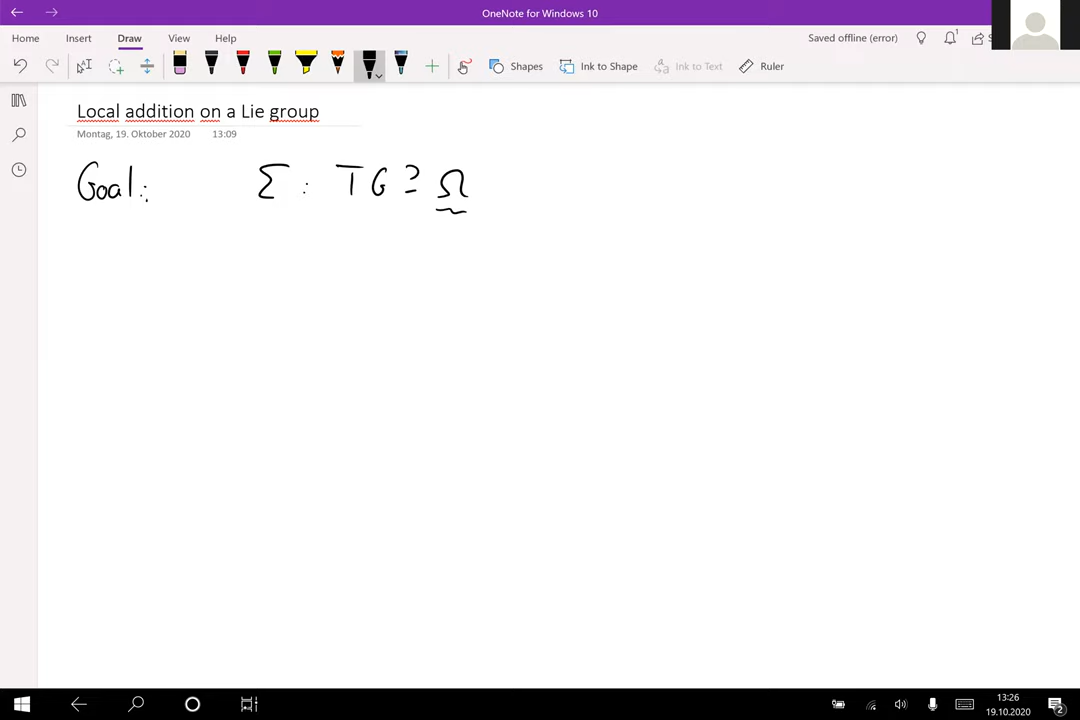 OneNote for Windows 10
Home Insert Draw View Help
Saved offline (error)
Shapes
Ink to Shape
Ink to Text
Ruler
Local addition on a Lie group
Montag, 19. Oktober 2020 13:09
Goal: Σ : TG ⊇ Ω
13:26
19.10.2020
2